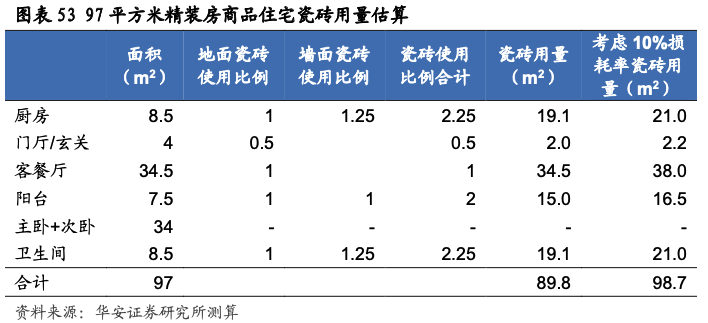 图表 53 97 平方米精装房商品住宅瓷砖用量估算
面积（m²） 地面瓷砖使用比例 墙面瓷砖使用比例 瓷砖使用比例合计 瓷砖用量（m²） 考虑 10%损耗率瓷砖用量（m²）
厨房 8.5 1 1.25 2.25 19.1 21.0
门厅/玄关 4 0.5 0.5 2.0 2.2
客餐厅 34.5 1 1 34.5 38.0
阳台 7.5 1 1 2 15.0 16.5
主卧+次卧 34 - - - - -
卫生间 8.5 1 1.25 2.25 19.1 21.0
合计 97 89.8 98.7
资料来源：华安证券研究所测算